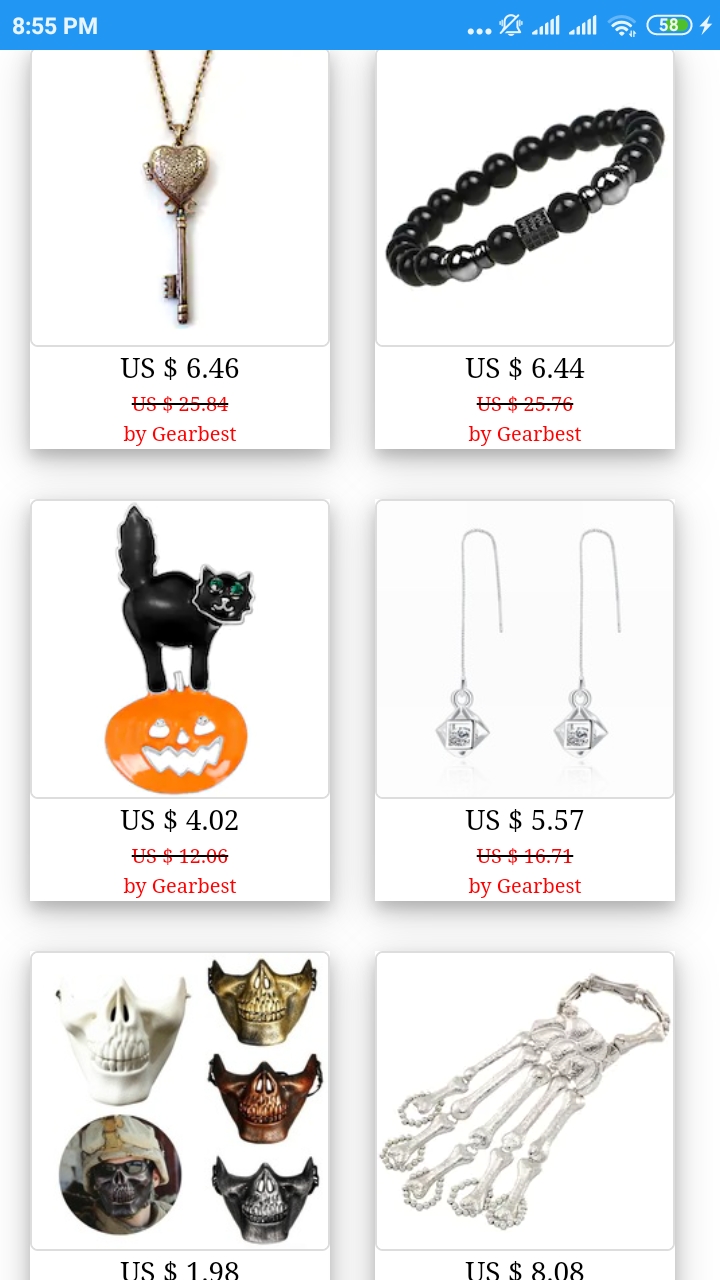 8:55 PM
58
US $ 6.46
US $ 25.84
by Gearbest
US $ 6.44
US $ 25.76
by Gearbest
US $ 4.02
US $ 12.06
by Gearbest
US $ 5.57
US $ 16.71
by Gearbest
US $ 1.98
US $ 8.08